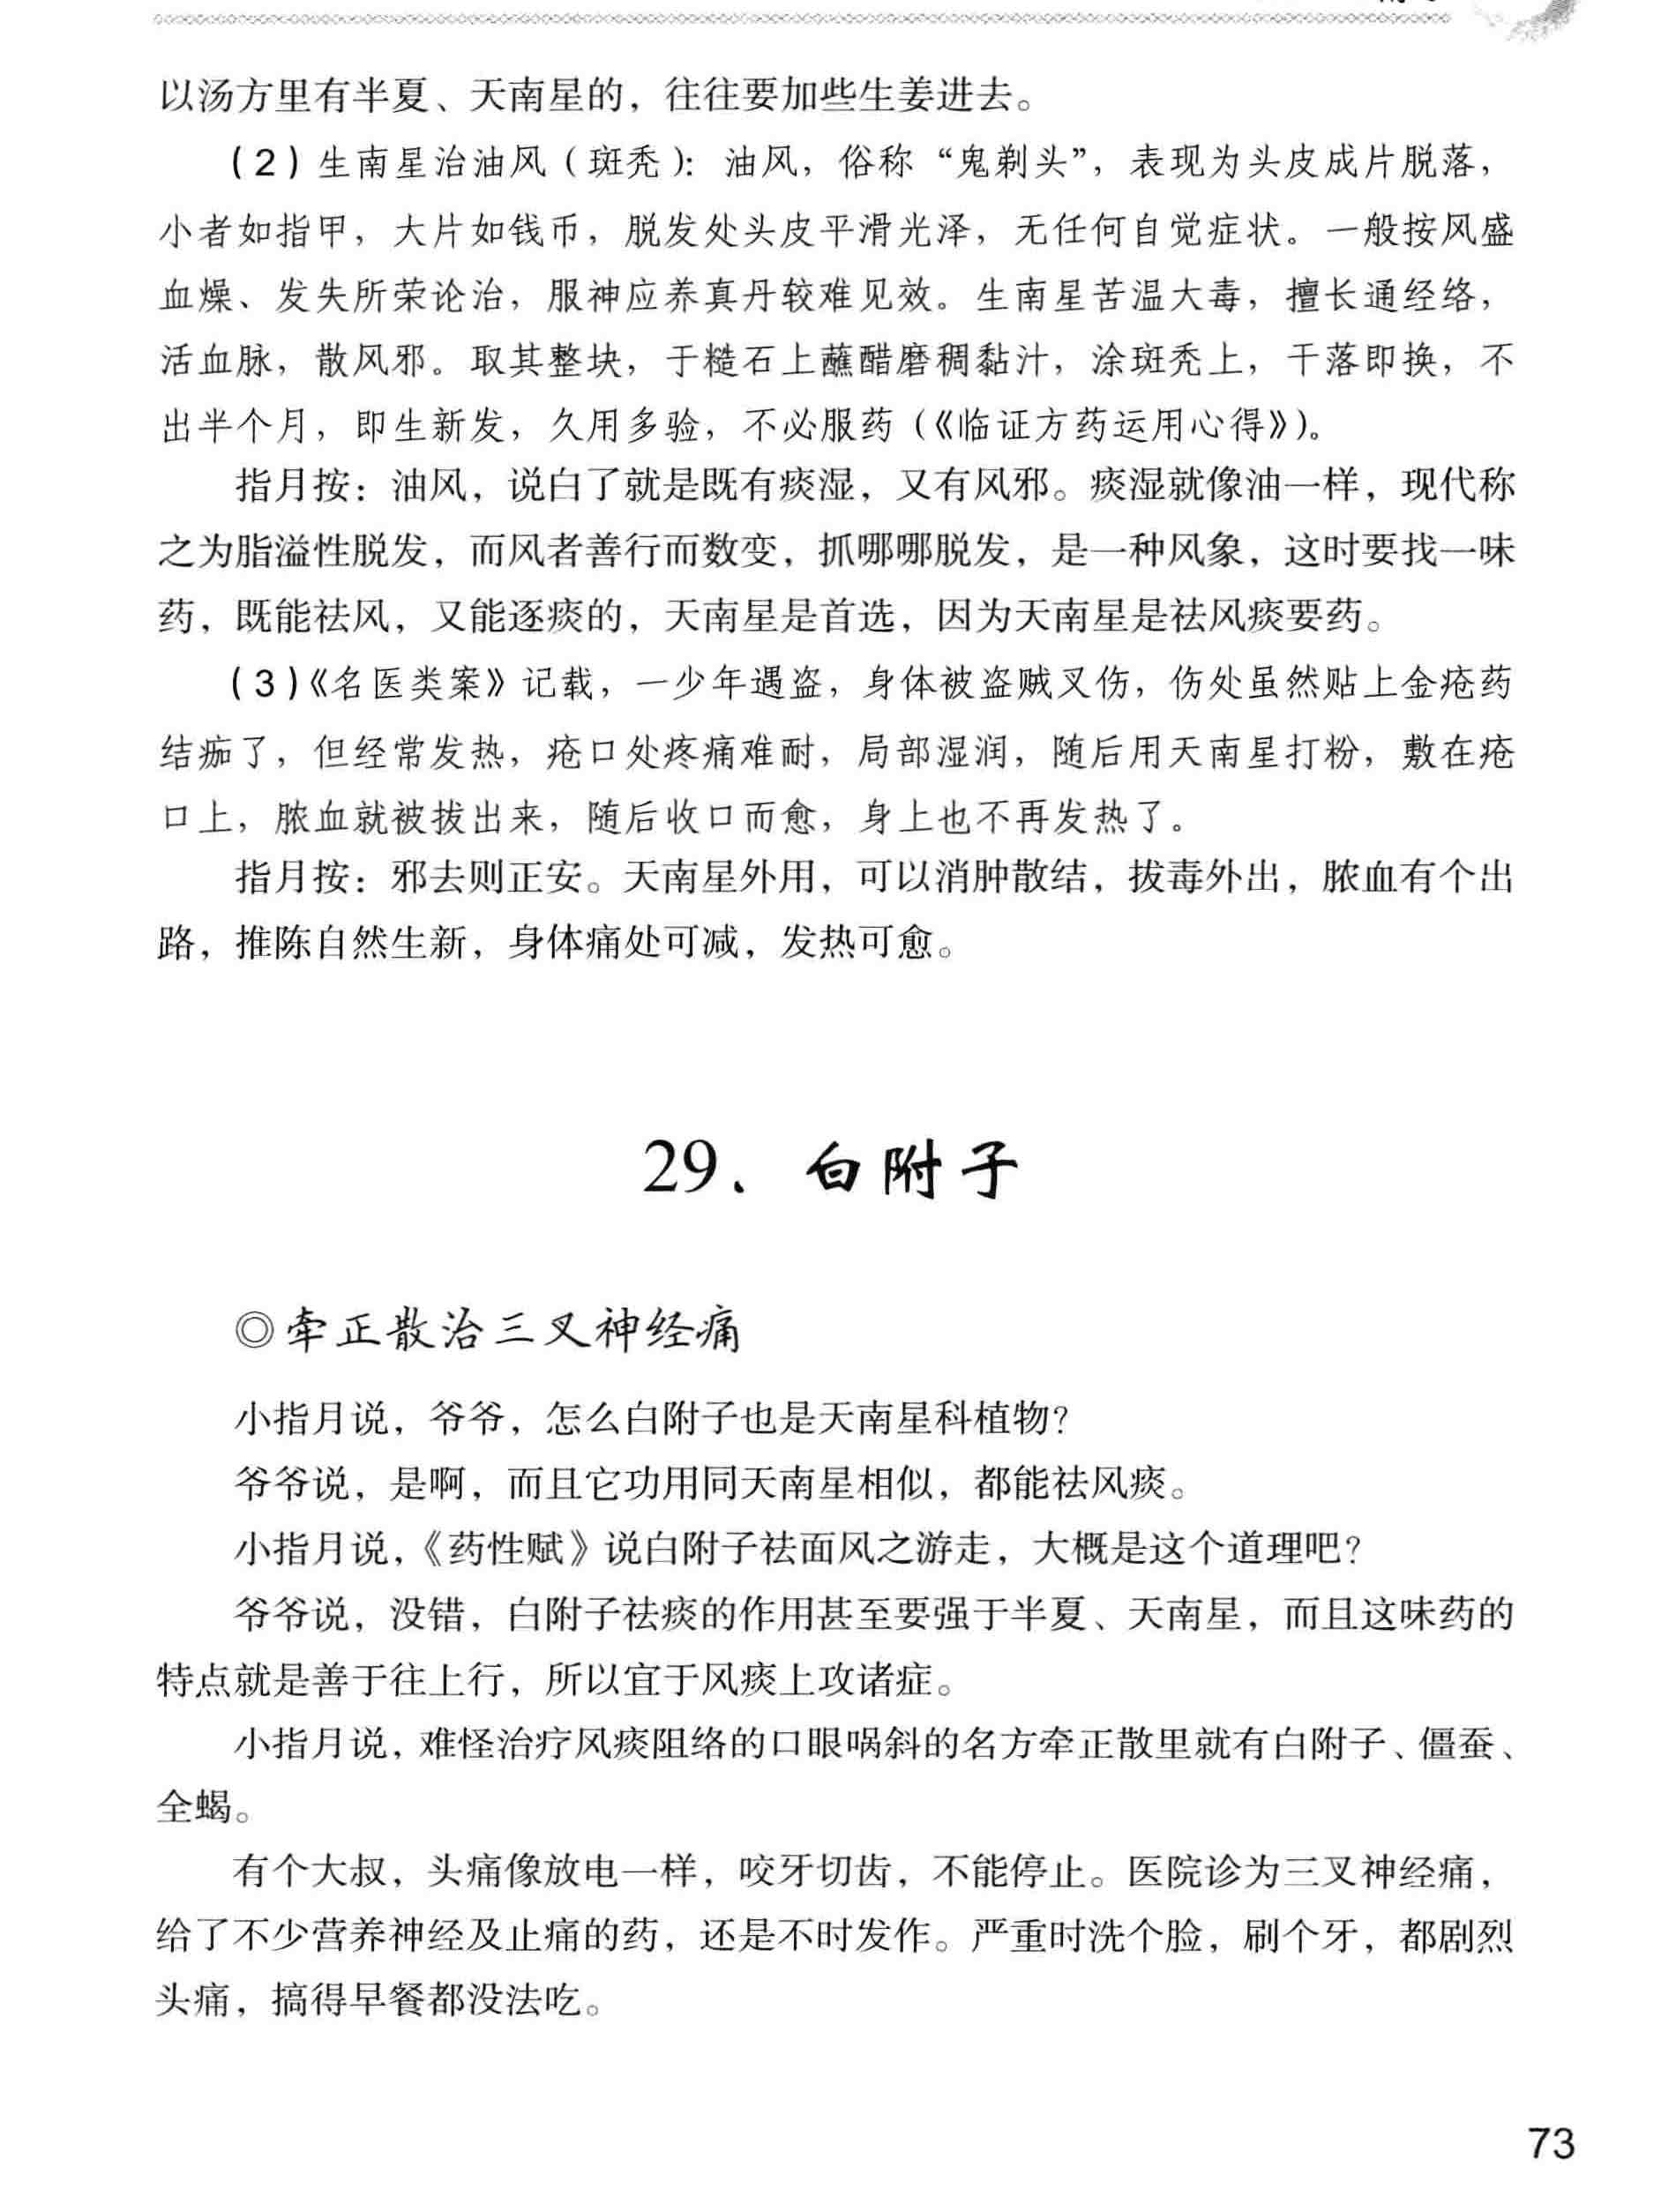 以汤方里有半夏、天南星的，往往要加些生姜进去。
（2）生南星治油风（斑秃）：油风，俗称“鬼剃头”，表现为头皮成片脱落，
小者如指甲，大片如钱币，脱发处头皮平滑光泽，无任何自觉症状。一般按风盛
血燥、发失所荣论治，服神应养真丹较难见效。生南星苦温大毒，擅长通经络，
活血脉，散风邪。取其整块，于糙石上蘸醋磨稠黏汁，涂斑秃上，干落即换，不
出半个月，即生新发，久用多验，不必服药（《临证方药运用心得》）。
指月按：油风，说白了就是既有痰湿，又有风邪。痰湿就像油一样，现代称
之为脂溢性脱发，而风者善行而数变，抓哪哪脱发，是一种风象，这时要找一味
药，既能祛风，又能逐痰的，天南星是首选，因为天南星是祛风痰要药。
（3）《名医类案》记载，一少年遇盗，身体被盗贼叉伤，伤处虽然贴上金疮药
结痂了，但经常发热，疮口处疼痛难耐，局部湿润，随后用天南星打粉，敷在疮
口上，脓血就被拔出来，随后收口而愈，身上也不再发热了。
指月按：邪去则正安。天南星外用，可以消肿散结，拔毒外出，脓血有个出
路，推陈自然生新，身体痛处可减，发热可愈。
29、白附子
◎牵正散治三叉神经痛
小指月说，爷爷，怎么白附子也是天南星科植物？
爷爷说，是啊，而且它功用同天南星相似，都能祛风痰。
小指月说，《药性赋》说白附子祛面风之游走，大概是这个道理吧？
爷爷说，没错，白附子祛痰的作用甚至要强于半夏、天南星，而且这味药的
特点就是善于往上行，所以宜于风痰上攻诸症。
小指月说，难怪治疗风痰阻络的口眼㖞斜的名方牵正散里就有白附子、僵蚕、
全蝎。
有个大叔，头痛像放电一样，咬牙切齿，不能停止。医院诊为三叉神经痛，
给了不少营养神经及止痛的药，还是不时发作。严重时洗个脸，刷个牙，都剧烈
头痛，搞得早餐都没法吃。
73